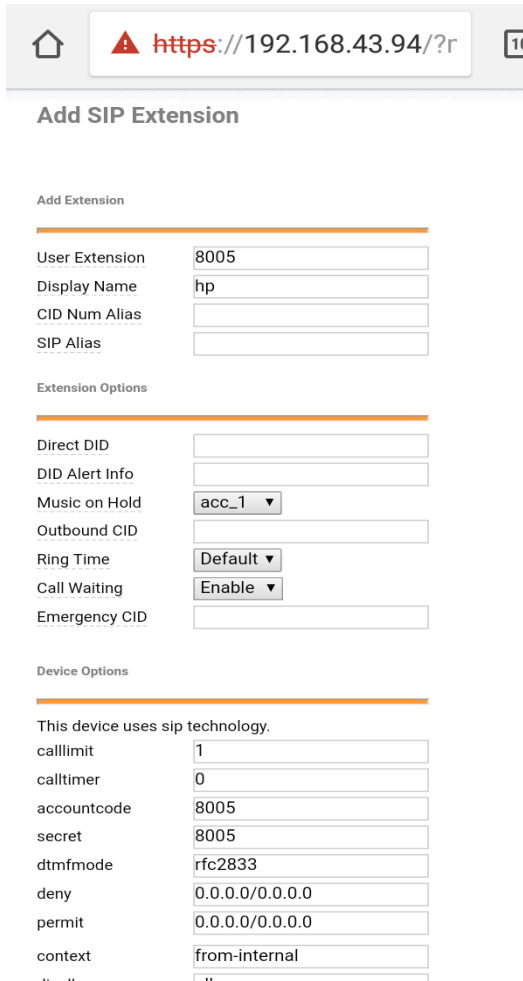 https://192.168.43.94/?r
10
Add SIP Extension
Add Extension
User Extension 8005
Display Name hp
CID Num Alias
SIP Alias
Extension Options
Direct DID
DID Alert Info
Music on Hold acc_1
Outbound CID
Ring Time Default
Call Waiting Enable
Emergency CID
Device Options
This device uses sip technology.
calllimit 1
calltimer 0
accountcode 8005
secret 8005
dtmfmode rfc2833
deny 0.0.0.0/0.0.0.0
permit 0.0.0.0/0.0.0.0
context from-internal